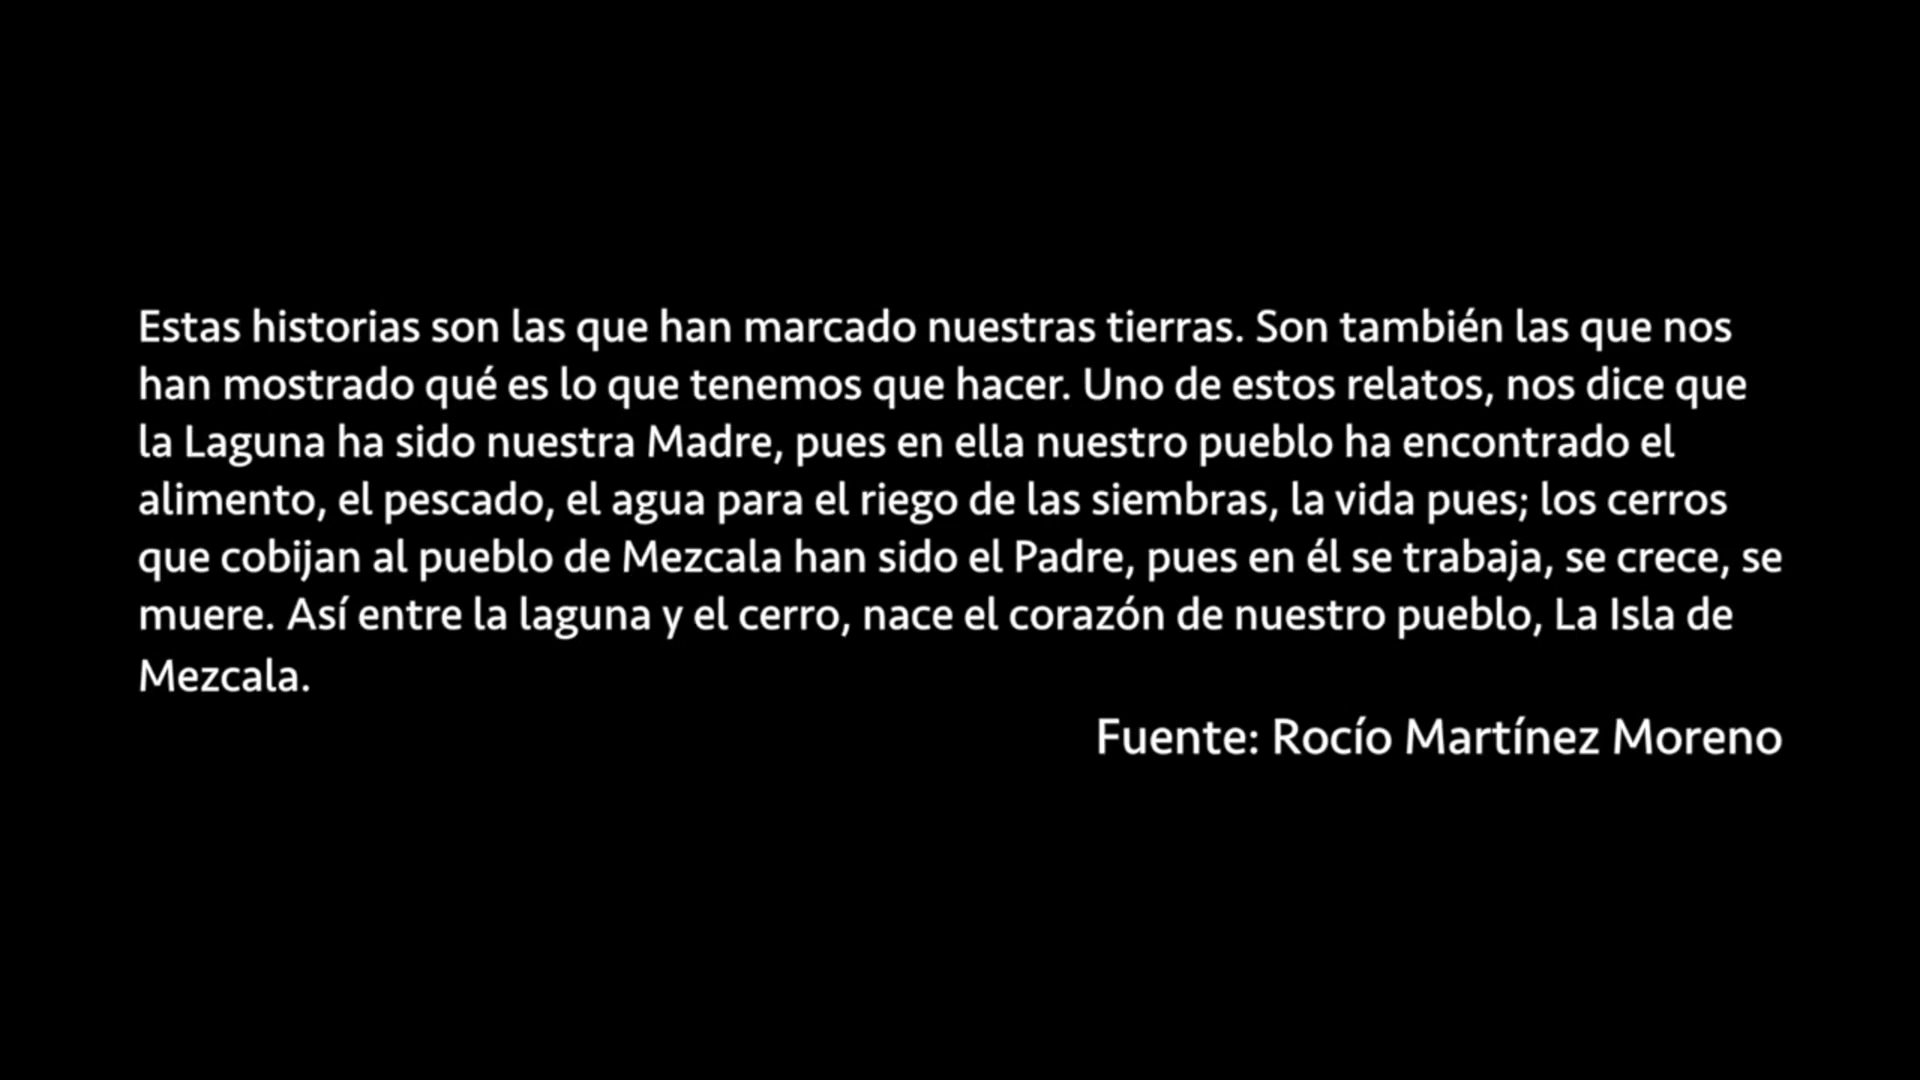 Estas historias son las que han marcado nuestras tierras. Son también las que nos
han mostrado qué es lo que tenemos que hacer. Uno de estos relatos, nos dice que
la Laguna ha sido nuestra Madre, pues en ella nuestro pueblo ha encontrado el
alimento, el pescado, el agua para el riego de las siembras, la vida pues; los cerros
que cobijan al pueblo de Mezcala han sido el Padre, pues en él se trabaja, se crece, se
muere. Así entre la laguna y el cerro, nace el corazón de nuestro pueblo, La Isla de
Mezcala.
Fuente: Rocío Martínez Moreno